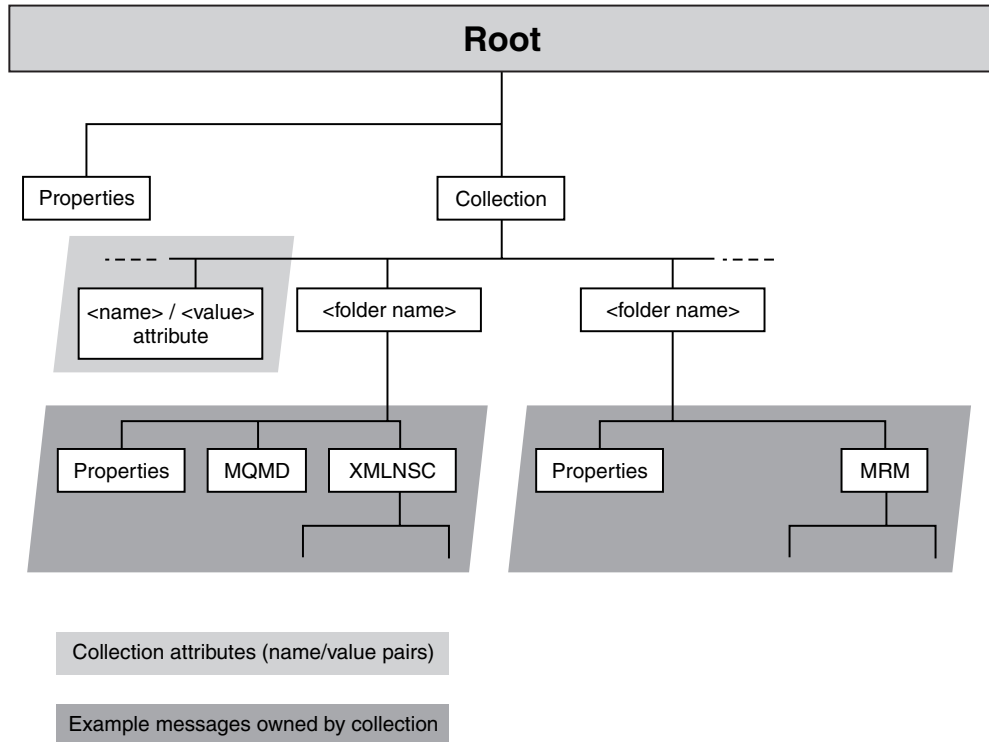 Root
Properties
Collection
<name> / <value>
attribute
<folder name>
<folder name>
Properties
MQMD
XMLNSC
Properties
MRM
Collection attributes (name/value pairs)
Example messages owned by collection